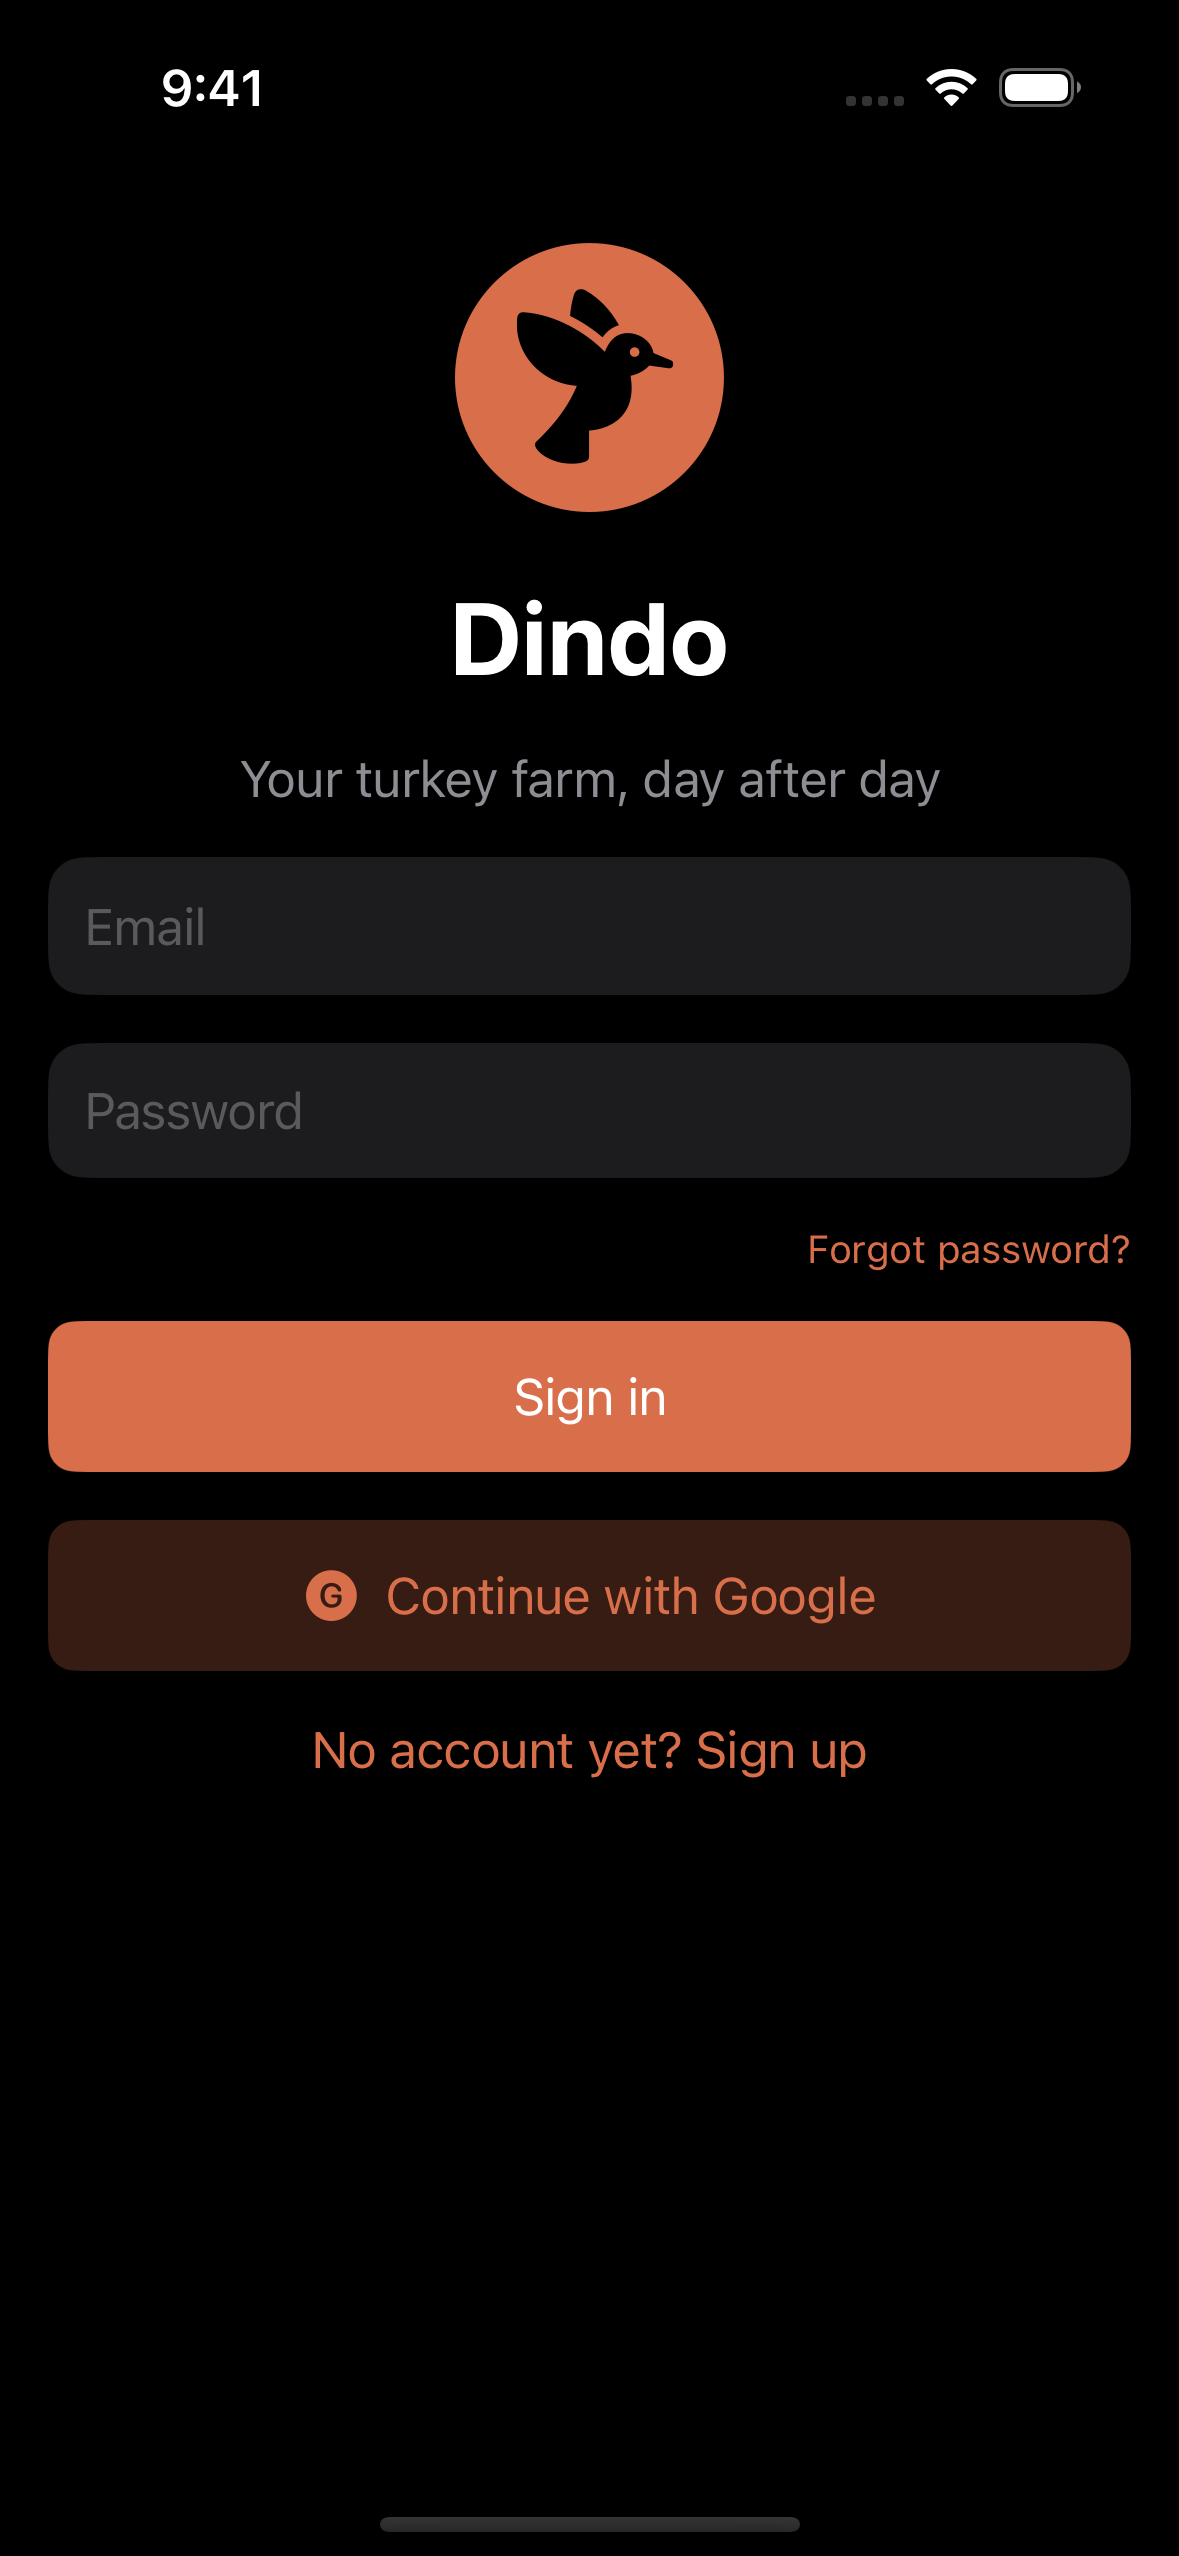 9:41
Dindo
Your turkey farm, day after day
Email
Password
Forgot password?
Sign in
G Continue with Google
No account yet? Sign up